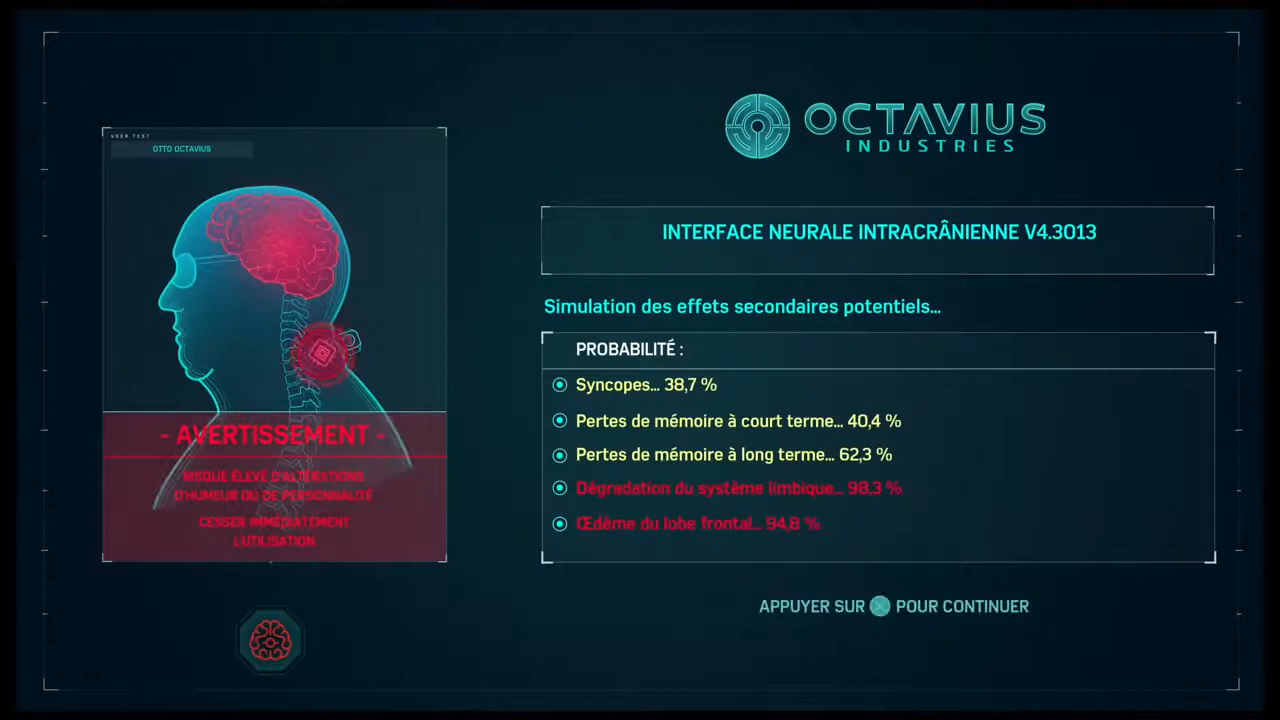 USER TEST
OTTO OCTAVIUS
- AVERTISSEMENT -
RISQUE ÉLEVÉ D'ALTÉRATIONS
D'HUMEUR OU DE PERSONNALITÉ
CESSER IMMÉDIATEMENT
L'UTILISATION
OCTAVIUS
INDUSTRIES
INTERFACE NEURALE INTRACRÂNIENNE V4.3013
Simulation des effets secondaires potentiels...
PROBABILITÉ :
Syncopes... 38,7 %
Pertes de mémoire à court terme... 40,4 %
Pertes de mémoire à long terme... 62,3 %
Dégradation du système limbique... 98,3 %
Œdème du lobe frontal... 94,8 %
APPUYER SUR POUR CONTINUER